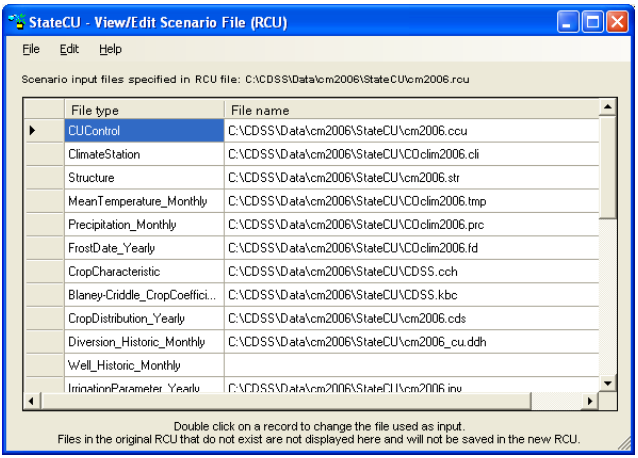 StateCU - View/Edit Scenario File (RCU)
File Edit Help
Scenario input files specified in RCU file: C:\CDSS\Data\cm2006\StateCU\cm2006.rcu
File type File name
CUControl C:\CDSS\Data\cm2006\StateCU\cm2006.ccu
ClimateStation C:\CDSS\Data\cm2006\StateCU\COclim2006.cli
Structure C:\CDSS\Data\cm2006\StateCU\cm2006.str
MeanTemperature_Monthly C:\CDSS\Data\cm2006\StateCU\COclim2006.tmp
Precipitation_Monthly C:\CDSS\Data\cm2006\StateCU\COclim2006.prc
FrostDate_Yearly C:\CDSS\Data\cm2006\StateCU\COclim2006.fd
CropCharacteristic C:\CDSS\Data\cm2006\StateCU\CDSS.cch
Blaney-Criddle_CropCoeffici... C:\CDSS\Data\cm2006\StateCU\CDSS.kbc
CropDistribution_Yearly C:\CDSS\Data\cm2006\StateCU\cm2006.cds
Diversion_Historic_Monthly C:\CDSS\Data\cm2006\StateCU\cm2006_cu.ddh
Well_Historic_Monthly
IrrigationParameter_Yearly C:\CDSS\Data\cm2006\StateCU\cm2006.ipy
Double click on a record to change the file used as input.
Files in the original RCU that do not exist are not displayed here and will not be saved in the new RCU.